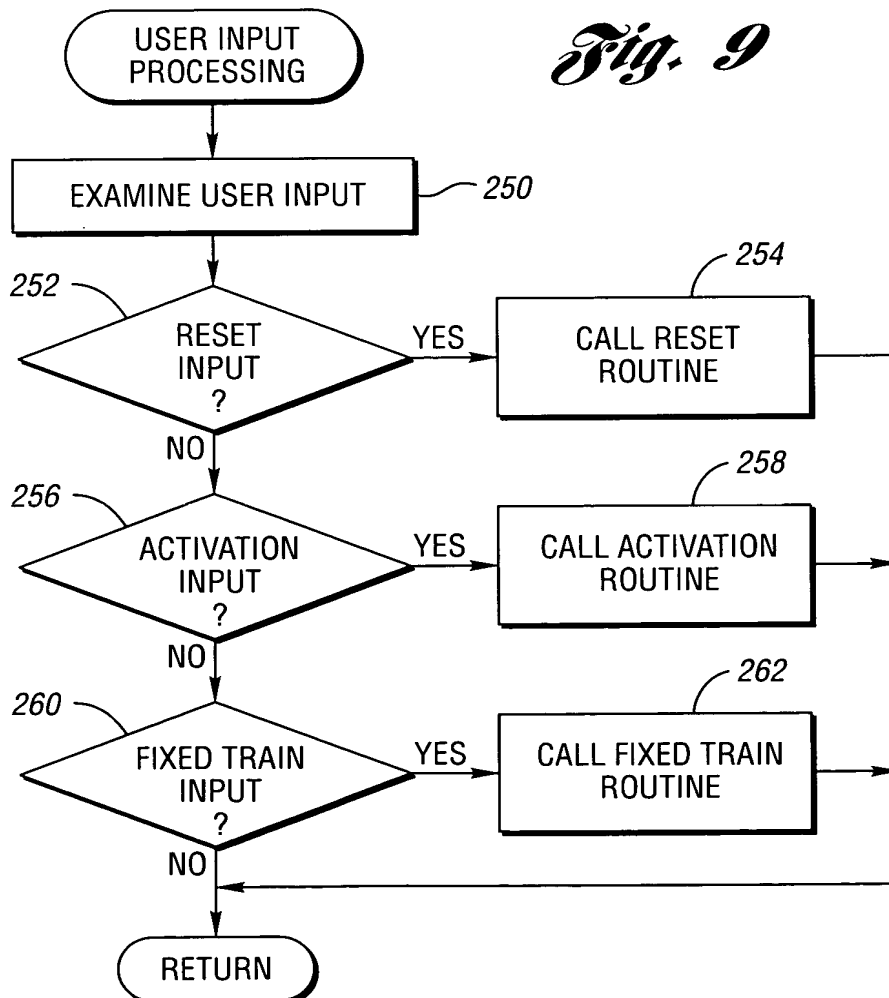 USER INPUT
PROCESSING
Fig. 9
EXAMINE USER INPUT
250
252
RESET
INPUT
?
YES
254
CALL RESET
ROUTINE
NO
256
ACTIVATION
INPUT
?
YES
258
CALL ACTIVATION
ROUTINE
NO
260
FIXED TRAIN
INPUT
?
YES
262
CALL FIXED TRAIN
ROUTINE
NO
RETURN